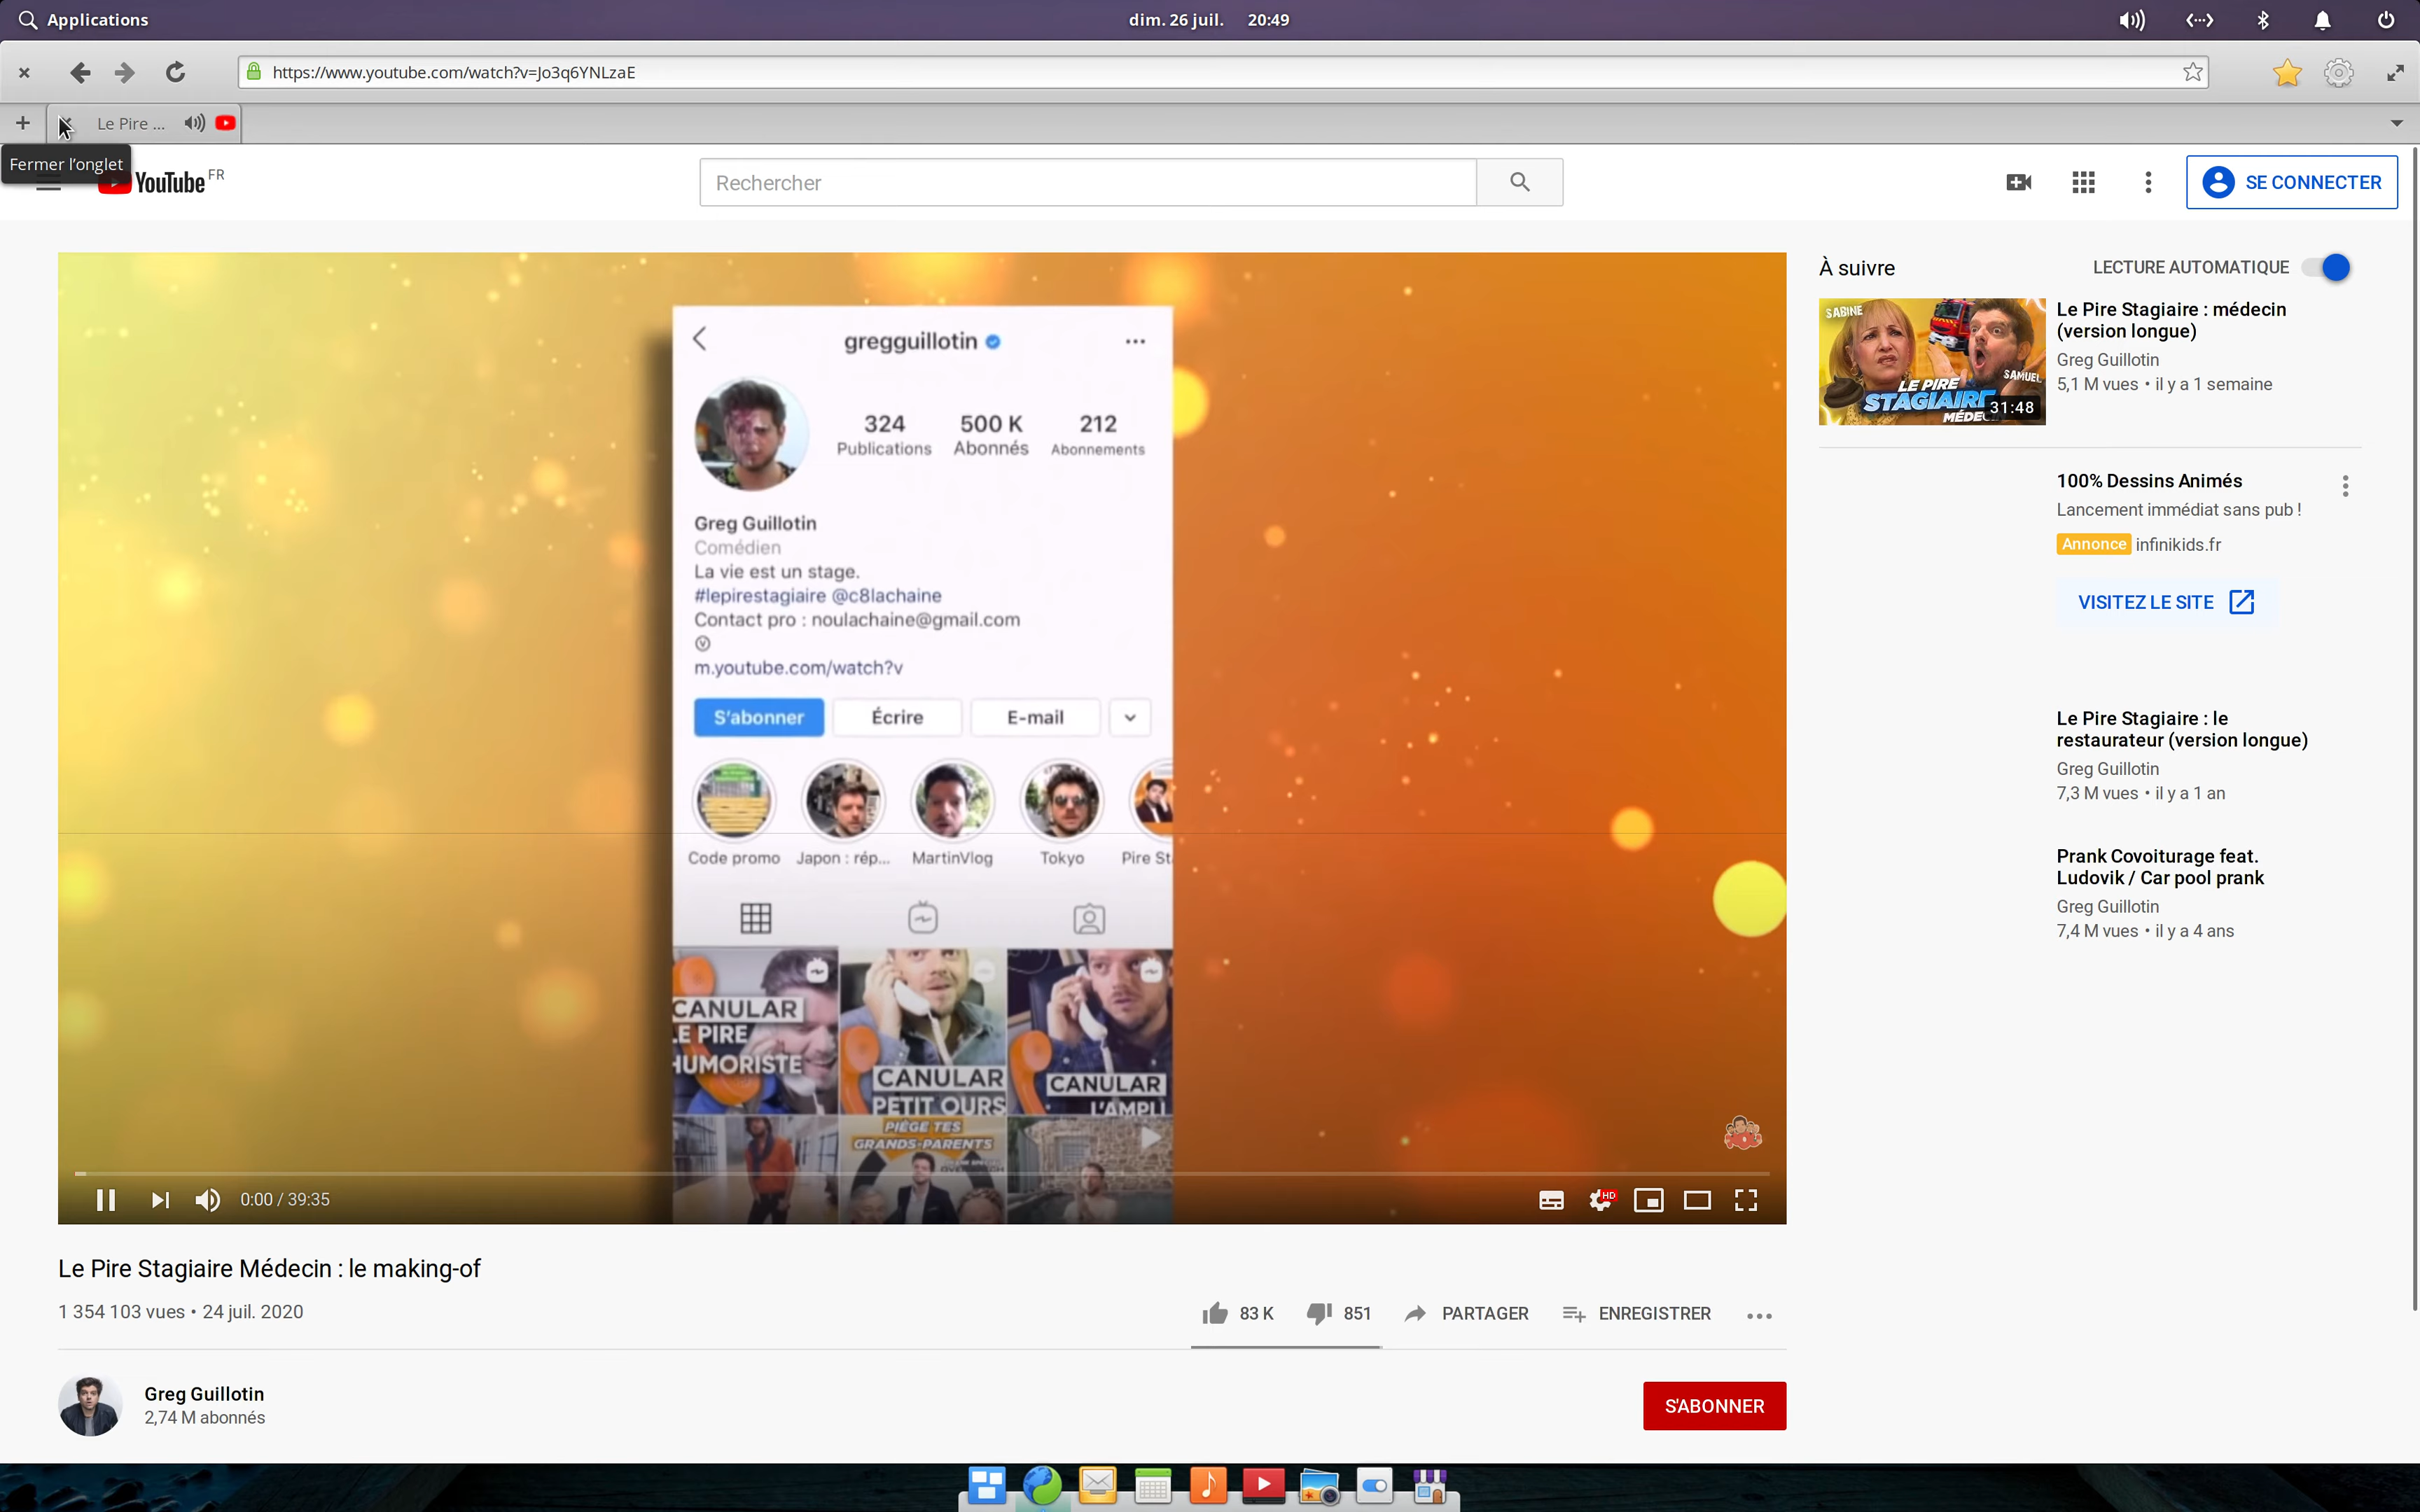 Applications
dim. 26 juil. 20:49
https://www.youtube.com/watch?v=Jo3q6YNLzaE
Le Pire ...
Fermer l'onglet
YouTube FR
Rechercher
SE CONNECTER
gregguillotin
324 500 K 212
Publications Abonnés Abonnements
Greg Guillotin
Comédien
La vie est un stage.
#lepirestagiaire @c8lachaine
Contact pro : noulachaine@gmail.com
m.youtube.com/watch?v
S'abonner Écrire E-mail
Code promo Japon : rép... MartinVlog Tokyo Pire St
CANULAR
LE PIRE
HUMORISTE
CANULAR
PETIT OURS
CANULAR
L'AMPLI
PIÈGE TES
GRANDS-PARENTS
0:00 / 39:35
HD
Le Pire Stagiaire Médecin : le making-of
1 354 103 vues • 24 juil. 2020
83 K 851 PARTAGER ENREGISTRER
Greg Guillotin
2,74 M abonnés
S'ABONNER
À suivre
LECTURE AUTOMATIQUE
SABINE
SAMUEL
LE PIRE
STAGIAIRE
MÉDEC
31:48
Le Pire Stagiaire : médecin
(version longue)
Greg Guillotin
5,1 M vues • il y a 1 semaine
100% Dessins Animés
Lancement immédiat sans pub !
Annonce infinikids.fr
VISITEZ LE SITE
Le Pire Stagiaire : le
restaurateur (version longue)
Greg Guillotin
7,3 M vues • il y a 1 an
Prank Covoiturage feat.
Ludovik / Car pool prank
Greg Guillotin
7,4 M vues • il y a 4 ans